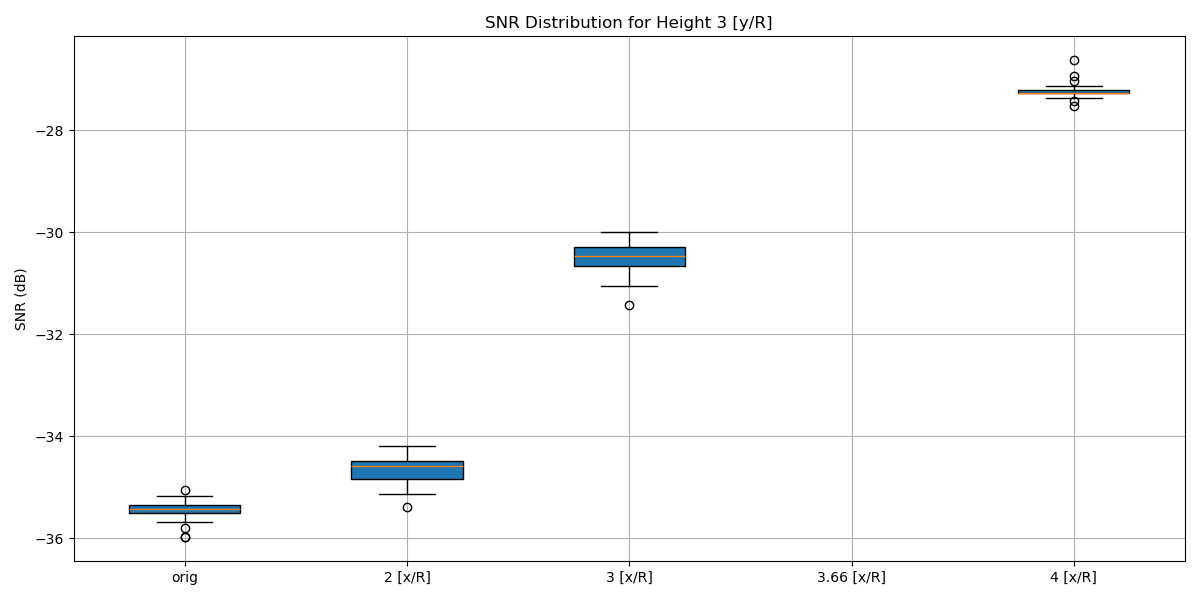 SNR Distribution for Height 3 [y/R]
SNR (dB)
−28
−30
−32
−34
−36
orig 2 [x/R] 3 [x/R] 3.66 [x/R] 4 [x/R]